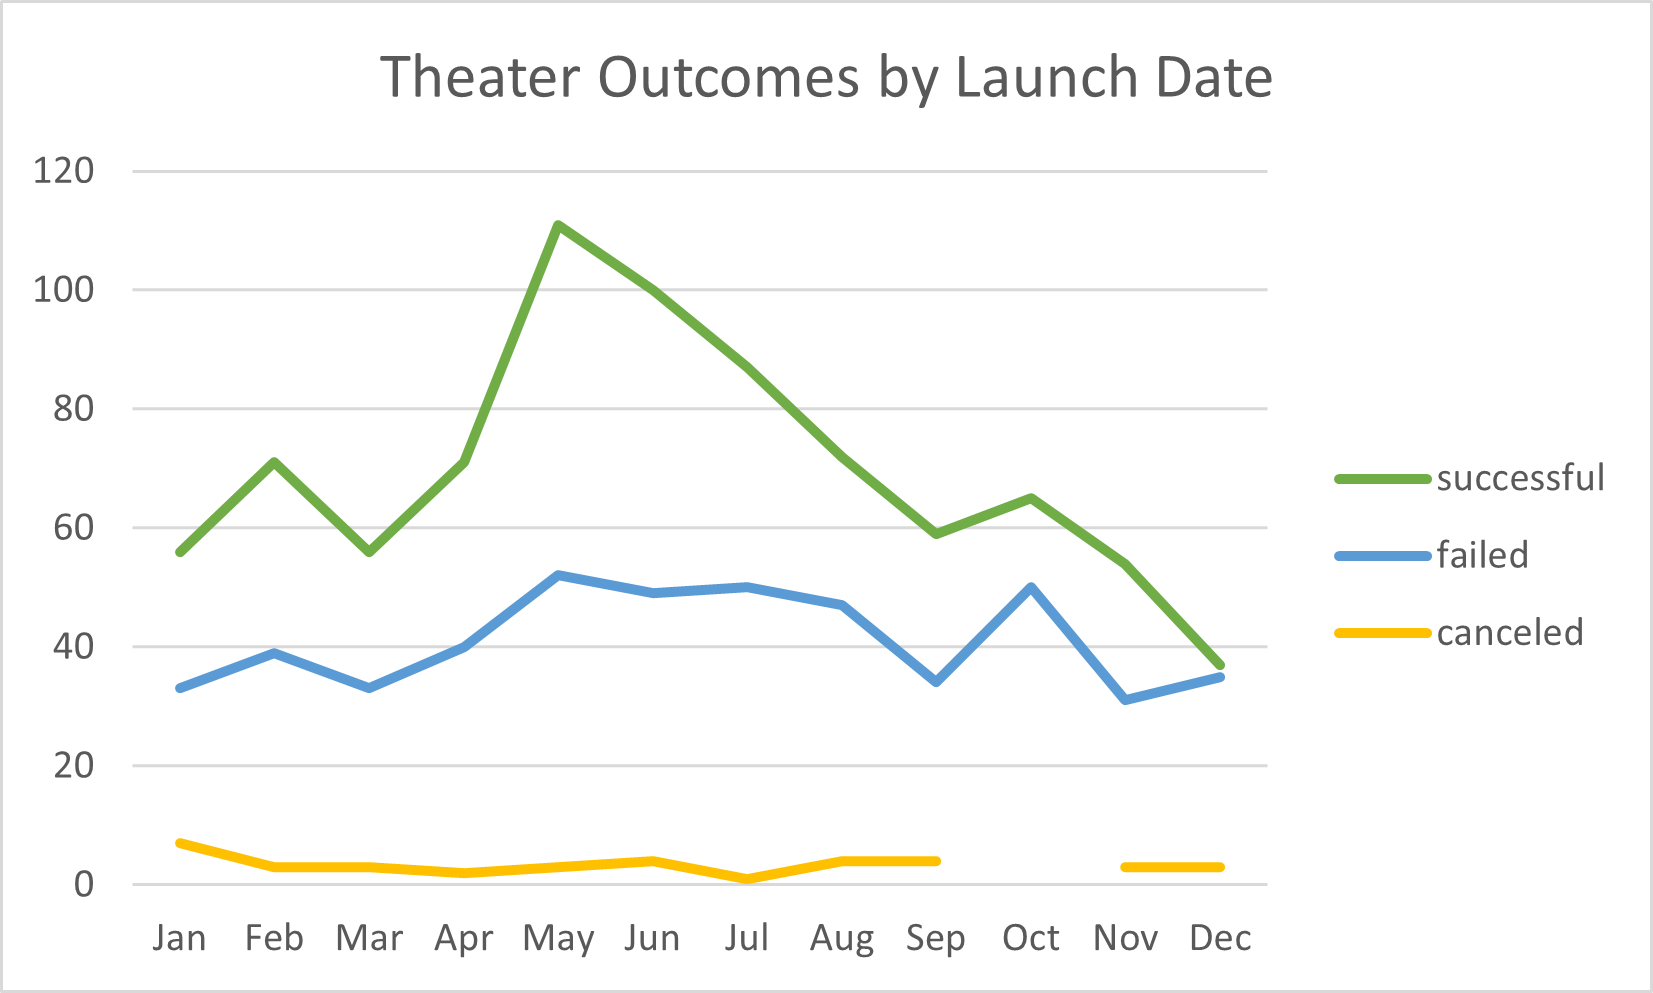 Theater Outcomes by Launch Date
120
100
80
60
40
20
0
Jan Feb Mar Apr May Jun Jul Aug Sep Oct Nov Dec
successful
failed
canceled